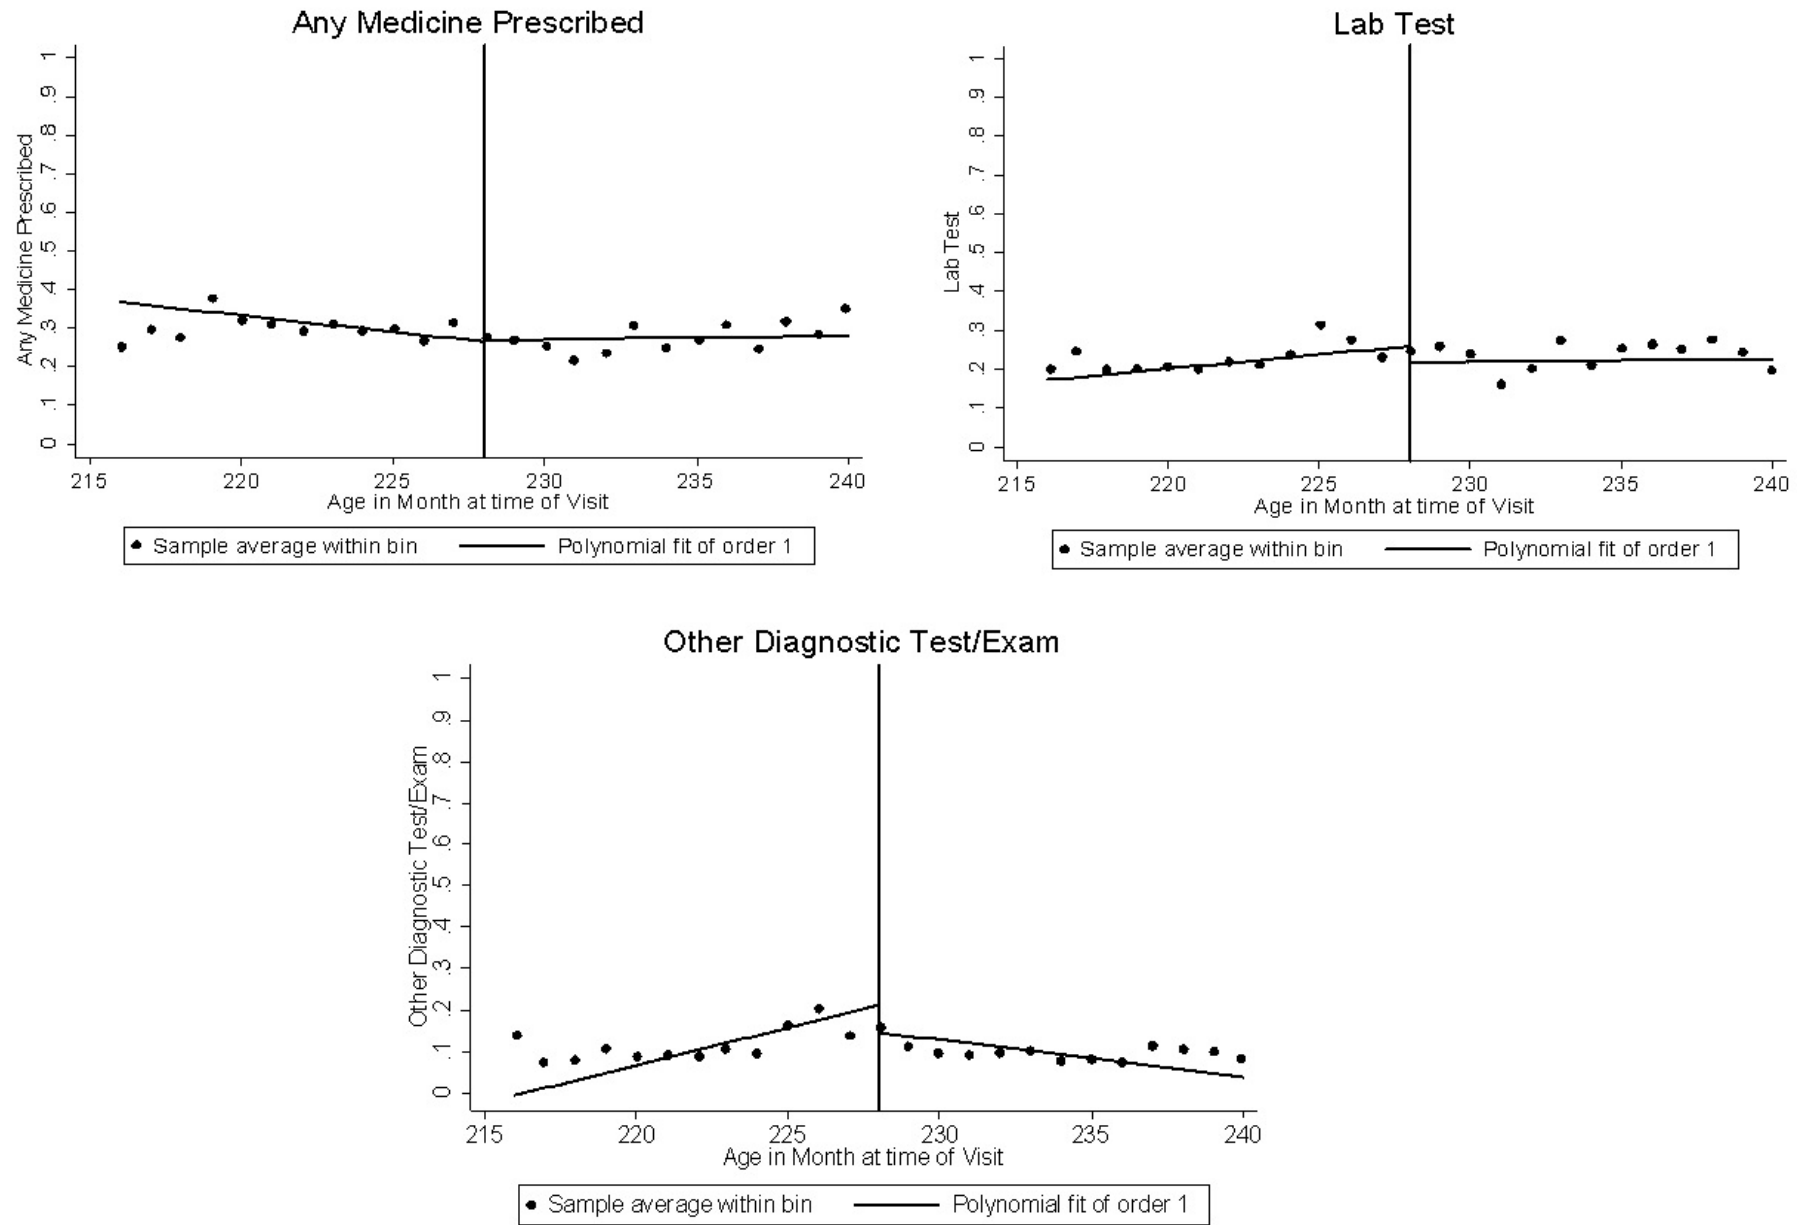 Any Medicine Prescribed
Any Medicine Prescribed
1
.9
.8
.7
.6
.5
.4
.3
.2
.1
0
215 220 225 230 235 240
Age in Month at time of Visit
Sample average within bin Polynomial fit of order 1
Lab Test
Lab Test
1
.9
.8
.7
.6
.5
.4
.3
.2
.1
0
215 220 225 230 235 240
Age in Month at time of Visit
Sample average within bin Polynomial fit of order 1
Other Diagnostic Test/Exam
Other Diagnostic Test/Exam
1
.9
.8
.7
.6
.5
.4
.3
.2
.1
0
215 220 225 230 235 240
Age in Month at time of Visit
Sample average within bin Polynomial fit of order 1